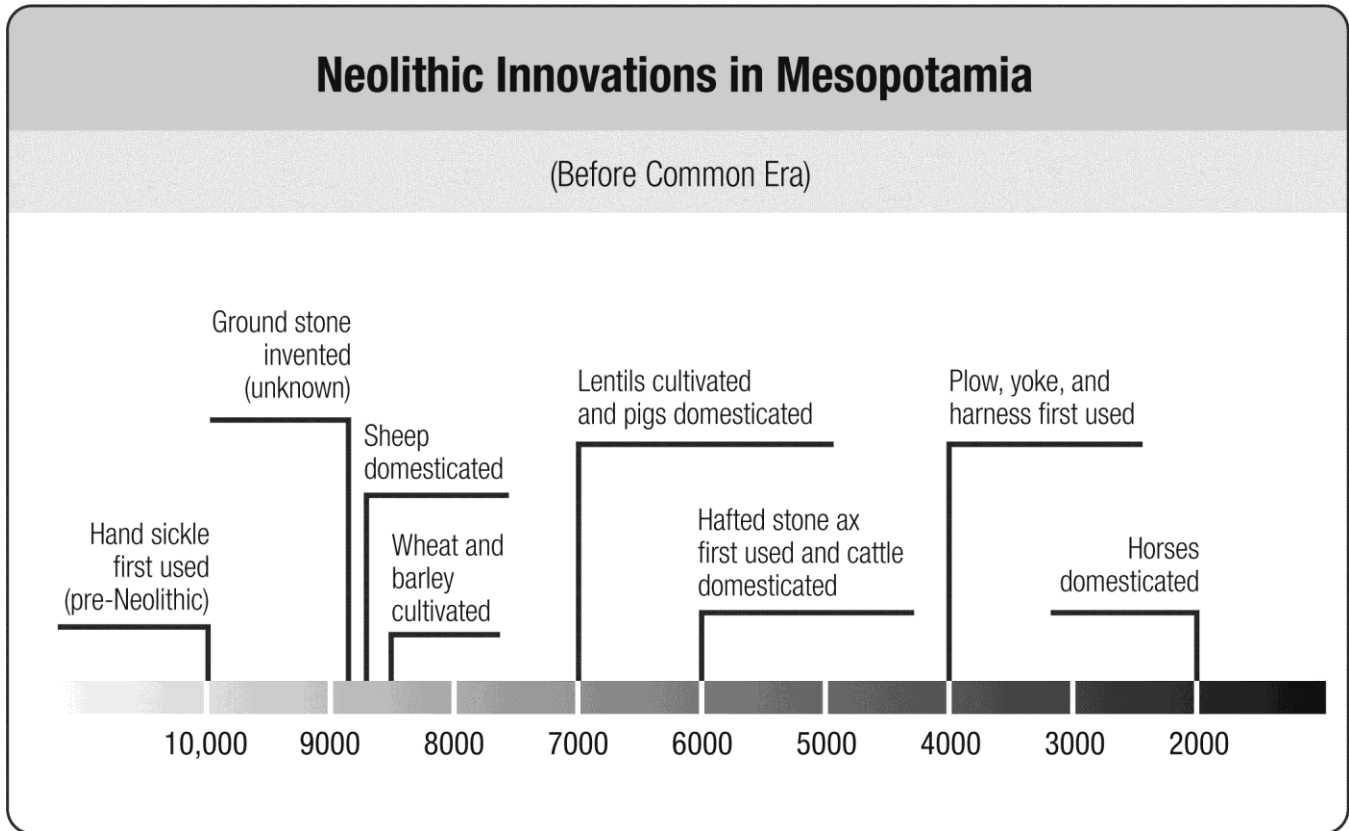 Neolithic Innovations in Mesopotamia
(Before Common Era)
Ground stone
invented
(unknown)
Sheep
domesticated
Hand sickle
first used
(pre-Neolithic)
Wheat and
barley
cultivated
Lentils cultivated
and pigs domesticated
Hafted stone ax
first used and cattle
domesticated
Plow, yoke, and
harness first used
Horses
domesticated
10,000 9000 8000 7000 6000 5000 4000 3000 2000